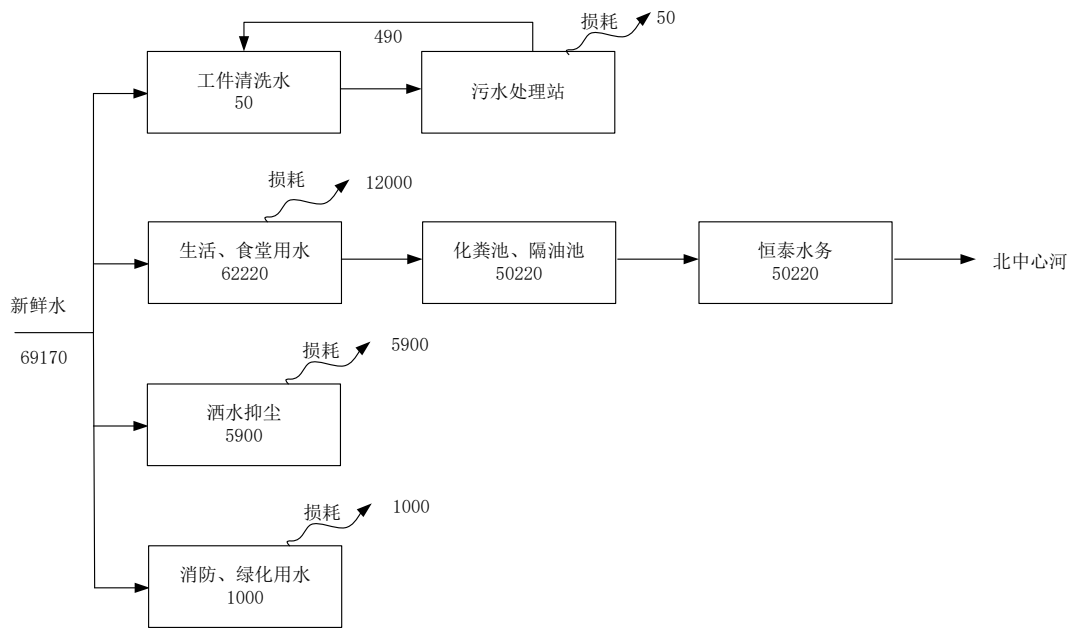 损耗
50
490
工件清洗水
50
污水处理站
损耗
12000
生活、食堂用水
62220
化粪池、隔油池
50220
恒泰水务
50220
北中心河
新鲜水
69170
损耗
5900
洒水抑尘
5900
损耗
1000
消防、绿化用水
1000